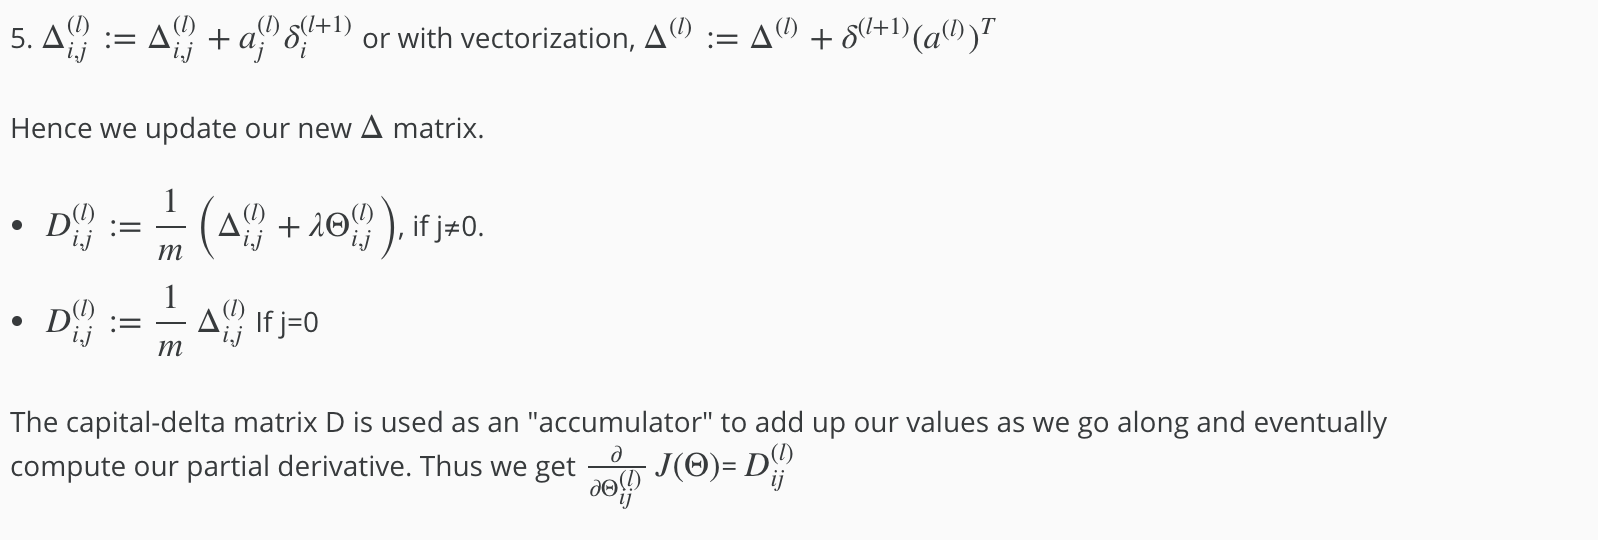 5. $\Delta_{i,j}^{(l)} := \Delta_{i,j}^{(l)} + a_j^{(l)} \delta_i^{(l+1)}$ or with vectorization, $\Delta^{(l)} := \Delta^{(l)} + \delta^{(l+1)}(a^{(l)})^T$
Hence we update our new $\Delta$ matrix.
• $D_{i,j}^{(l)} := \frac{1}{m} \left( \Delta_{i,j}^{(l)} + \lambda\Theta_{i,j}^{(l)} \right)$, if j≠0.
• $D_{i,j}^{(l)} := \frac{1}{m} \Delta_{i,j}^{(l)}$ If j=0
The capital-delta matrix D is used as an "accumulator" to add up our values as we go along and eventually
compute our partial derivative. Thus we get $\frac{\partial}{\partial\Theta_{ij}^{(l)}} J(\Theta)$= $D_{ij}^{(l)}$